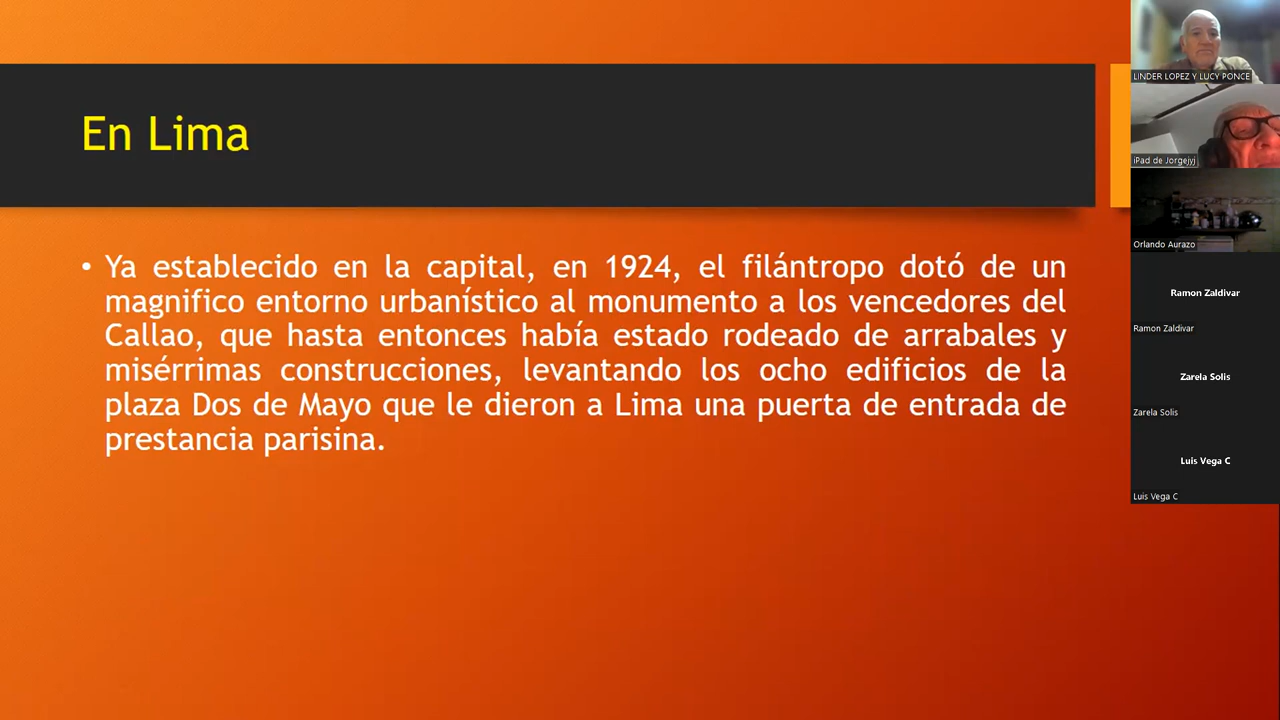 En Lima
• Ya establecido en la capital, en 1924, el filántropo dotó de un
magnifico entorno urbanístico al monumento a los vencedores del
Callao, que hasta entonces había estado rodeado de arrabales y
misérrimas construcciones, levantando los ocho edificios de la
plaza Dos de Mayo que le dieron a Lima una puerta de entrada de
prestancia parisina.
LINDER LOPEZ Y LUCY PONCE
iPad de Jorgejyj
Orlando Aurazo
Ramon Zaldivar
Ramon Zaldivar
Zarela Solis
Zarela Solis
Luis Vega C
Luis Vega C